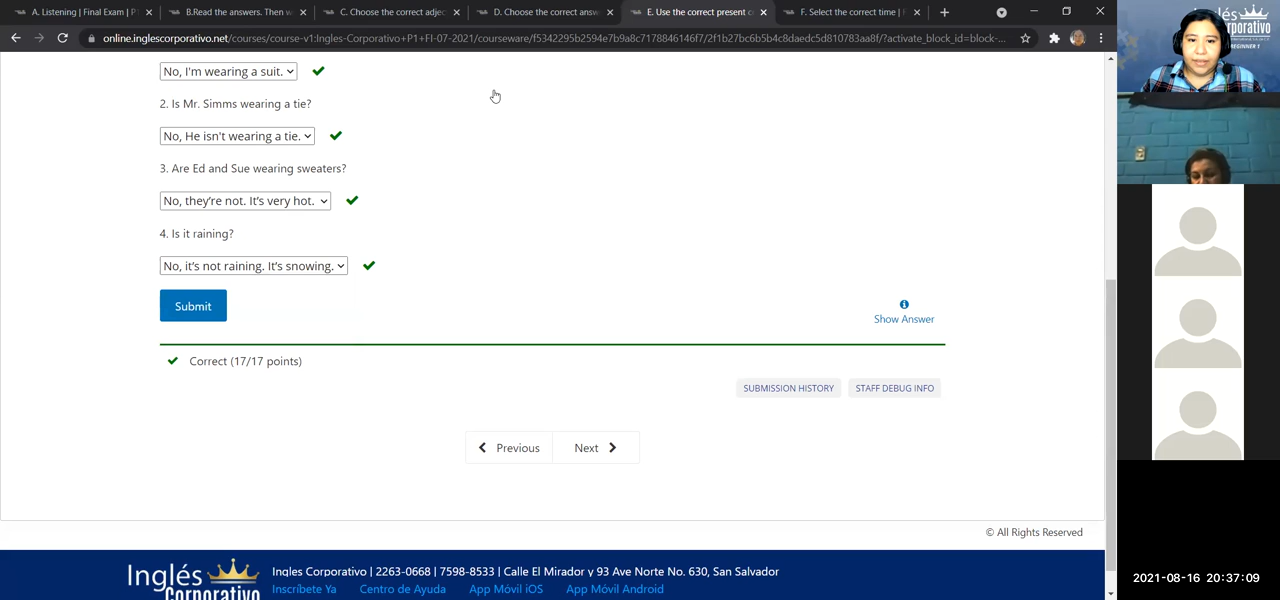 A. Listening | Final Exam | P
B.Read the answers. Then w
C. Choose the correct adjec
D. Choose the correct answ
E. Use the correct present c
F. Select the correct time | F
online.inglescorporativo.net/courses/course-v1:Ingles-Corporativo+P1+FI-07-2021/courseware/f5342295b2594e7b9a8c7178846146f7/2f1b27bc6b5b4c8daedc5d810783aa8f/?activate_block_id=block-...
No, I'm wearing a suit.
2. Is Mr. Simms wearing a tie?
No, He isn't wearing a tie.
3. Are Ed and Sue wearing sweaters?
No, they're not. It's very hot.
4. Is it raining?
No, it's not raining. It's snowing.
Submit
Show Answer
Correct (17/17 points)
SUBMISSION HISTORY
STAFF DEBUG INFO
Previous
Next
© All Rights Reserved
Inglés
Corporativo
Ingles Corporativo | 2263-0668 | 7598-8533 | Calle El Mirador y 93 Ave Norte No. 630, San Salvador
Inscríbete Ya
Centro de Ayuda
App Móvil iOS
App Móvil Android
2021-08-16 20:37:09